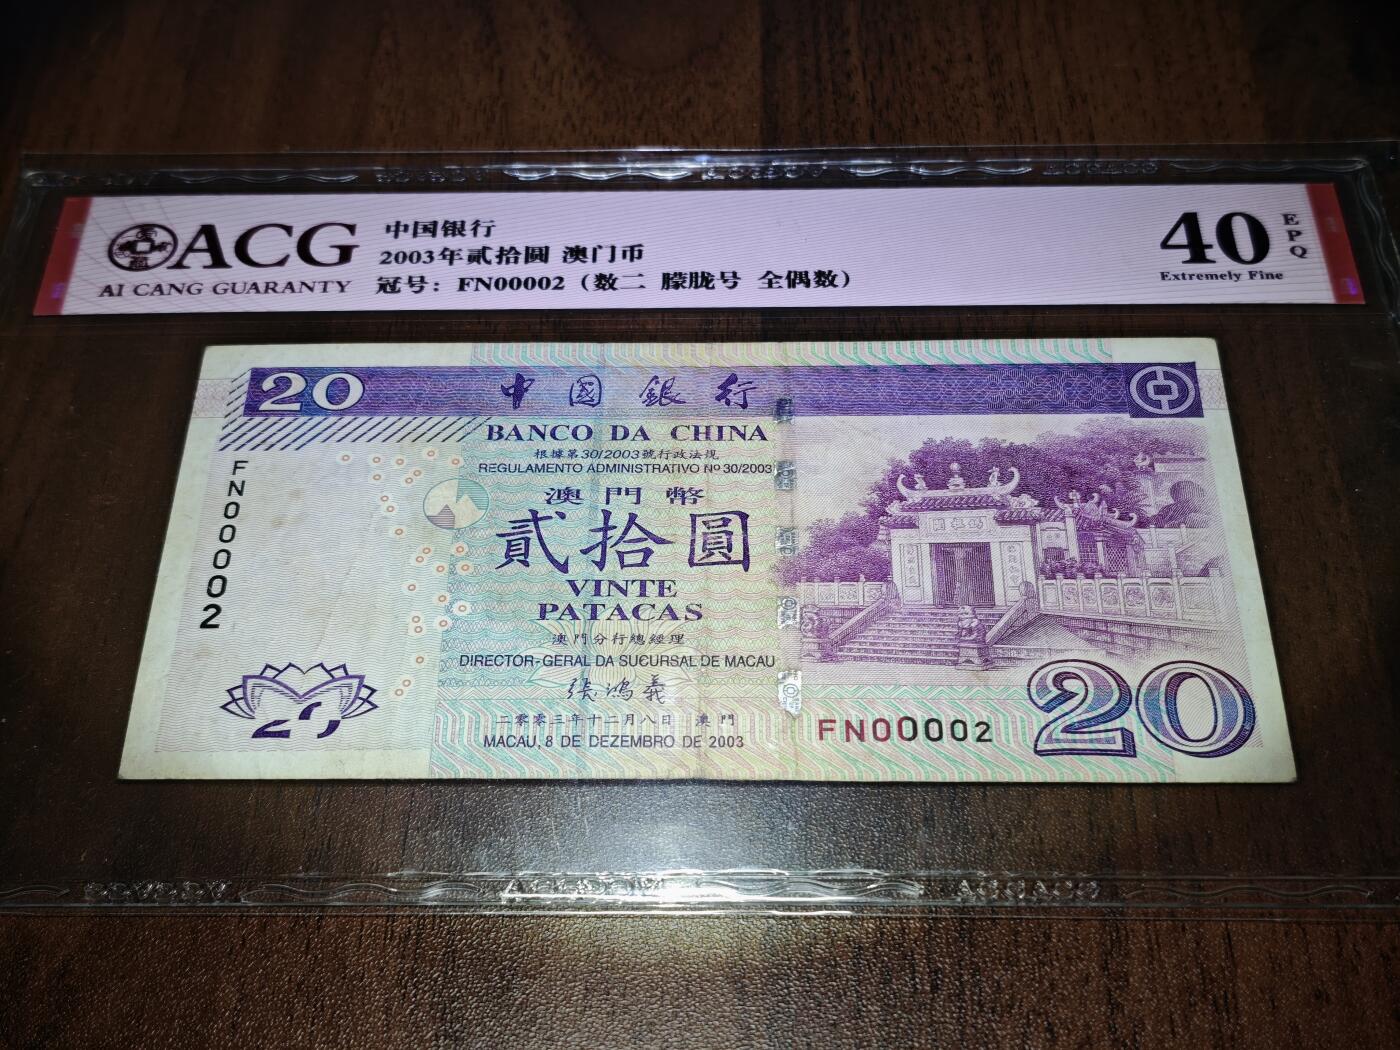 ACG
AI CANG GUARANTY
中国银行
2003年贰拾圆 澳门币
冠号：FN00002（数二 朦胧号 全偶数）
40
EPQ
Extremely Fine
20
中國銀行
BANCO DA CHINA
根據第30/2003號行政法規
REGULAMENTO ADMINISTRATIVO Nº 30/2003
澳門幣
貳拾圓
VINTE
PATACAS
澳門分行總經理
DIRECTOR-GERAL DA SUCURSAL DE MACAU
張鴻義
二零零三年十二月八日 澳門
MACAU, 8 DE DEZEMBRO DE 2003
FN00002
FN00002
20